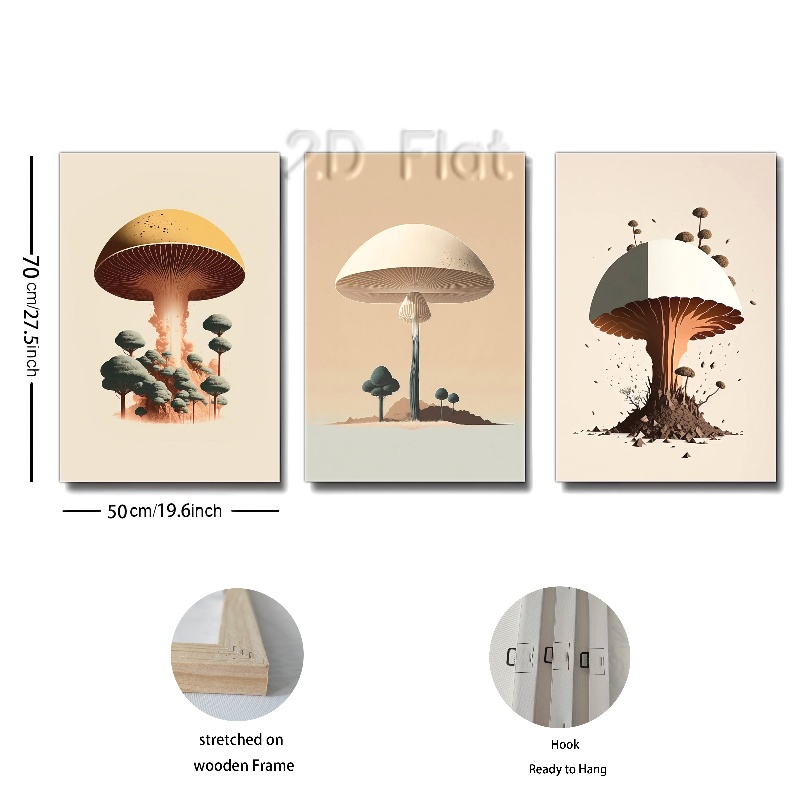 2D Flat
70 cm/27.5inch
50cm/19.6inch
stretched on
wooden Frame
Hook
Ready to Hang